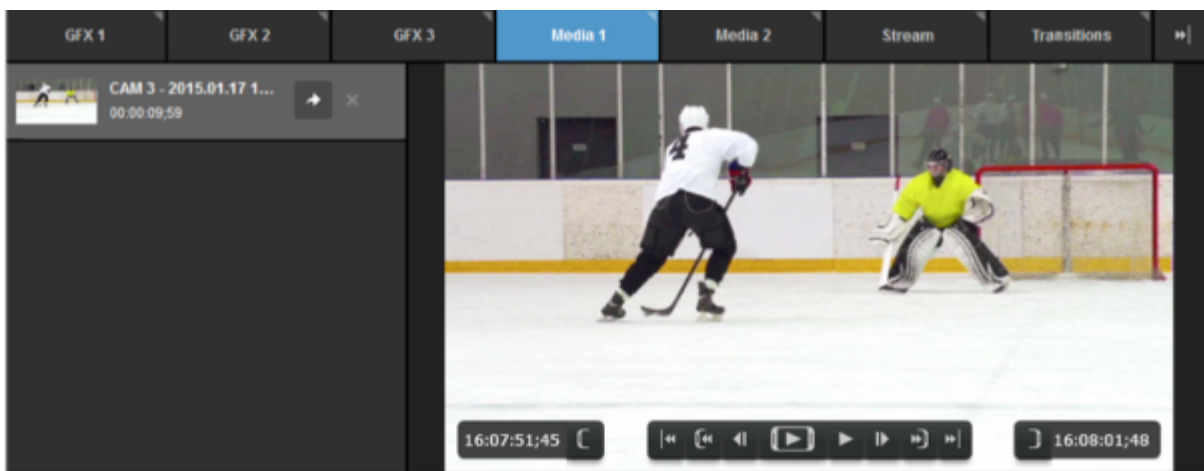 GFX 1 GFX 2 GFX 3 Media 1 Media 2 Stream Transitions
CAM 3 - 2015.01.17 1...
00:00:09;59
4
16:07:51;45 16:08:01;48